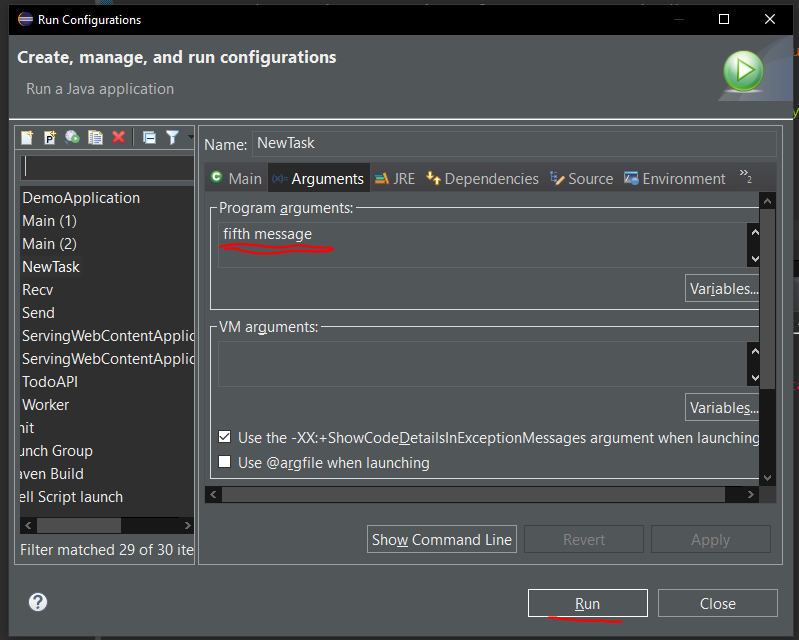 Run Configurations
Create, manage, and run configurations
Run a Java application
Name: NewTask
Main Arguments JRE Dependencies Source Environment »2
DemoApplication
Main (1)
Main (2)
NewTask
Recv
Send
ServingWebContentApplic
ServingWebContentApplic
TodoAPI
Worker
nit
unch Group
aven Build
ell Script launch
Filter matched 29 of 30 ite
Program arguments:
fifth message
Variables...
VM arguments:
Variables...
Use the -XX:+ShowCodeDetailsInExceptionMessages argument when launching
Use @argfile when launching
Show Command Line Revert Apply
Run Close